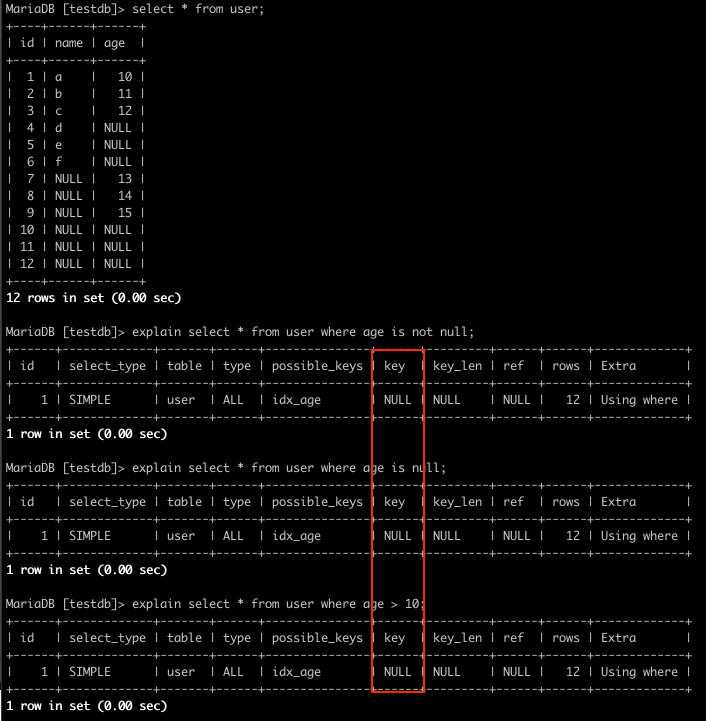 MariaDB [testdb]> select * from user;
+----+------+------+
| id | name | age  |
+----+------+------+
|  1 | a    |   10 |
|  2 | b    |   11 |
|  3 | c    |   12 |
|  4 | d    | NULL |
|  5 | e    | NULL |
|  6 | f    | NULL |
|  7 | NULL |   13 |
|  8 | NULL |   14 |
|  9 | NULL |   15 |
| 10 | NULL | NULL |
| 11 | NULL | NULL |
| 12 | NULL | NULL |
+----+------+------+
12 rows in set (0.00 sec)
MariaDB [testdb]> explain select * from user where age is not null;
+------+-------------+-------+------+---------------+------+---------+------+------+-------------+
| id   | select_type | table | type | possible_keys | key  | key_len | ref  | rows | Extra       |
+------+-------------+-------+------+---------------+------+---------+------+------+-------------+
|    1 | SIMPLE      | user  | ALL  | idx_age       | NULL | NULL    | NULL |   12 | Using where |
+------+-------------+-------+------+---------------+------+---------+------+------+-------------+
1 row in set (0.00 sec)
MariaDB [testdb]> explain select * from user where age is null;
+------+-------------+-------+------+---------------+------+---------+------+------+-------------+
| id   | select_type | table | type | possible_keys | key  | key_len | ref  | rows | Extra       |
+------+-------------+-------+------+---------------+------+---------+------+------+-------------+
|    1 | SIMPLE      | user  | ALL  | idx_age       | NULL | NULL    | NULL |   12 | Using where |
+------+-------------+-------+------+---------------+------+---------+------+------+-------------+
1 row in set (0.00 sec)
MariaDB [testdb]> explain select * from user where age > 10;
+------+-------------+-------+------+---------------+------+---------+------+------+-------------+
| id   | select_type | table | type | possible_keys | key  | key_len | ref  | rows | Extra       |
+------+-------------+-------+------+---------------+------+---------+------+------+-------------+
|    1 | SIMPLE      | user  | ALL  | idx_age       | NULL | NULL    | NULL |   12 | Using where |
+------+-------------+-------+------+---------------+------+---------+------+------+-------------+
1 row in set (0.00 sec)